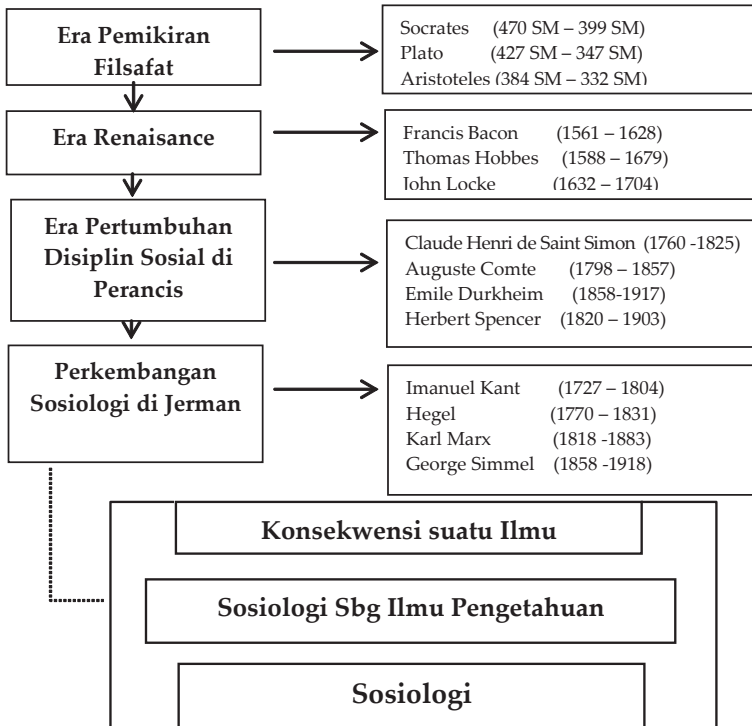 Era Pemikiran
Filsafat
Socrates (470 SM – 399 SM)
Plato (427 SM – 347 SM)
Aristoteles (384 SM – 332 SM)
Era Renaisance
Francis Bacon (1561 – 1628)
Thomas Hobbes (1588 – 1679)
John Locke (1632 – 1704)
Era Pertumbuhan
Disiplin Sosial di
Perancis
Claude Henri de Saint Simon (1760 -1825)
Auguste Comte (1798 – 1857)
Emile Durkheim (1858-1917)
Herbert Spencer (1820 – 1903)
Perkembangan
Sosiologi di Jerman
Imanuel Kant (1727 – 1804)
Hegel (1770 – 1831)
Karl Marx (1818 -1883)
George Simmel (1858 -1918)
Konsekwensi suatu Ilmu
Sosiologi Sbg Ilmu Pengetahuan
Sosiologi